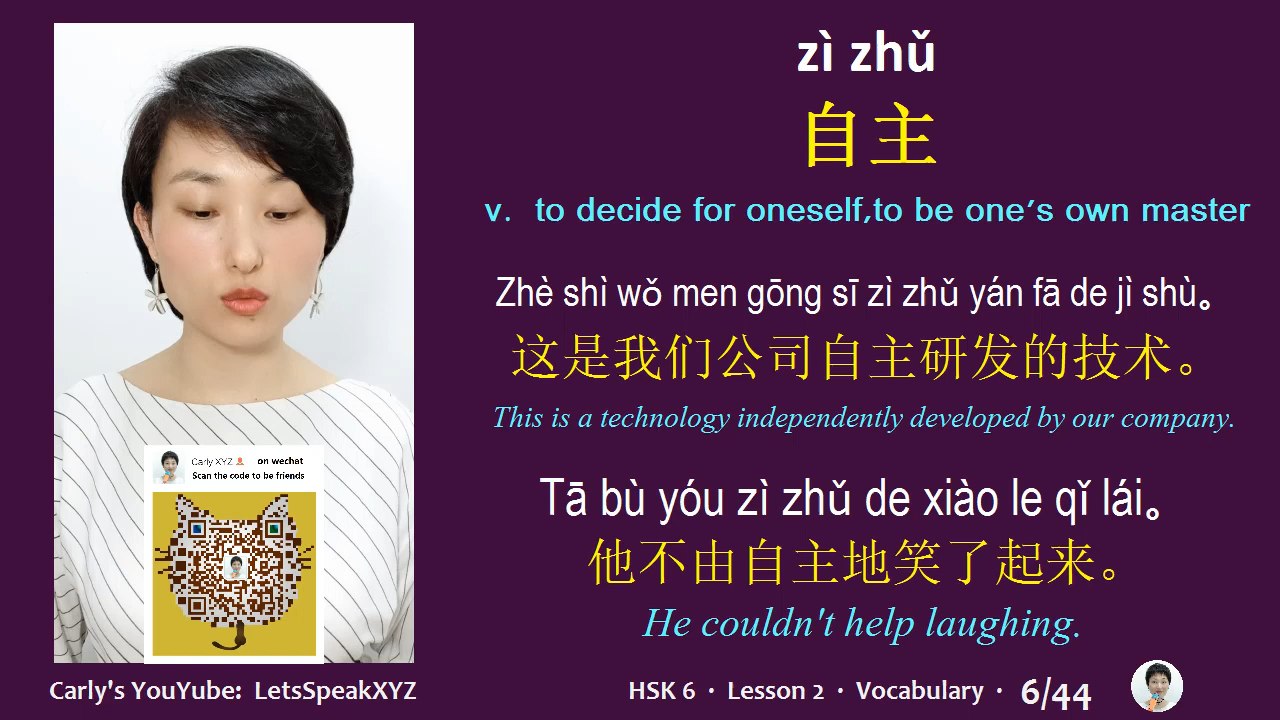 zì zhǔ
自主
v. to decide for oneself,to be one's own master
Zhè shì wǒ men gōng sī zì zhǔ yán fā de jì shù。
这是我们公司自主研发的技术。
This is a technology independently developed by our company.
Tā bù yóu zì zhǔ de xiào le qǐ lái。
他不由自主地笑了起来。
He couldn't help laughing.
Carly XYZ on wechat
Scan the code to be friends
Carly's YouYube: LetsSpeakXYZ
HSK 6 · Lesson 2 · Vocabulary · 6/44